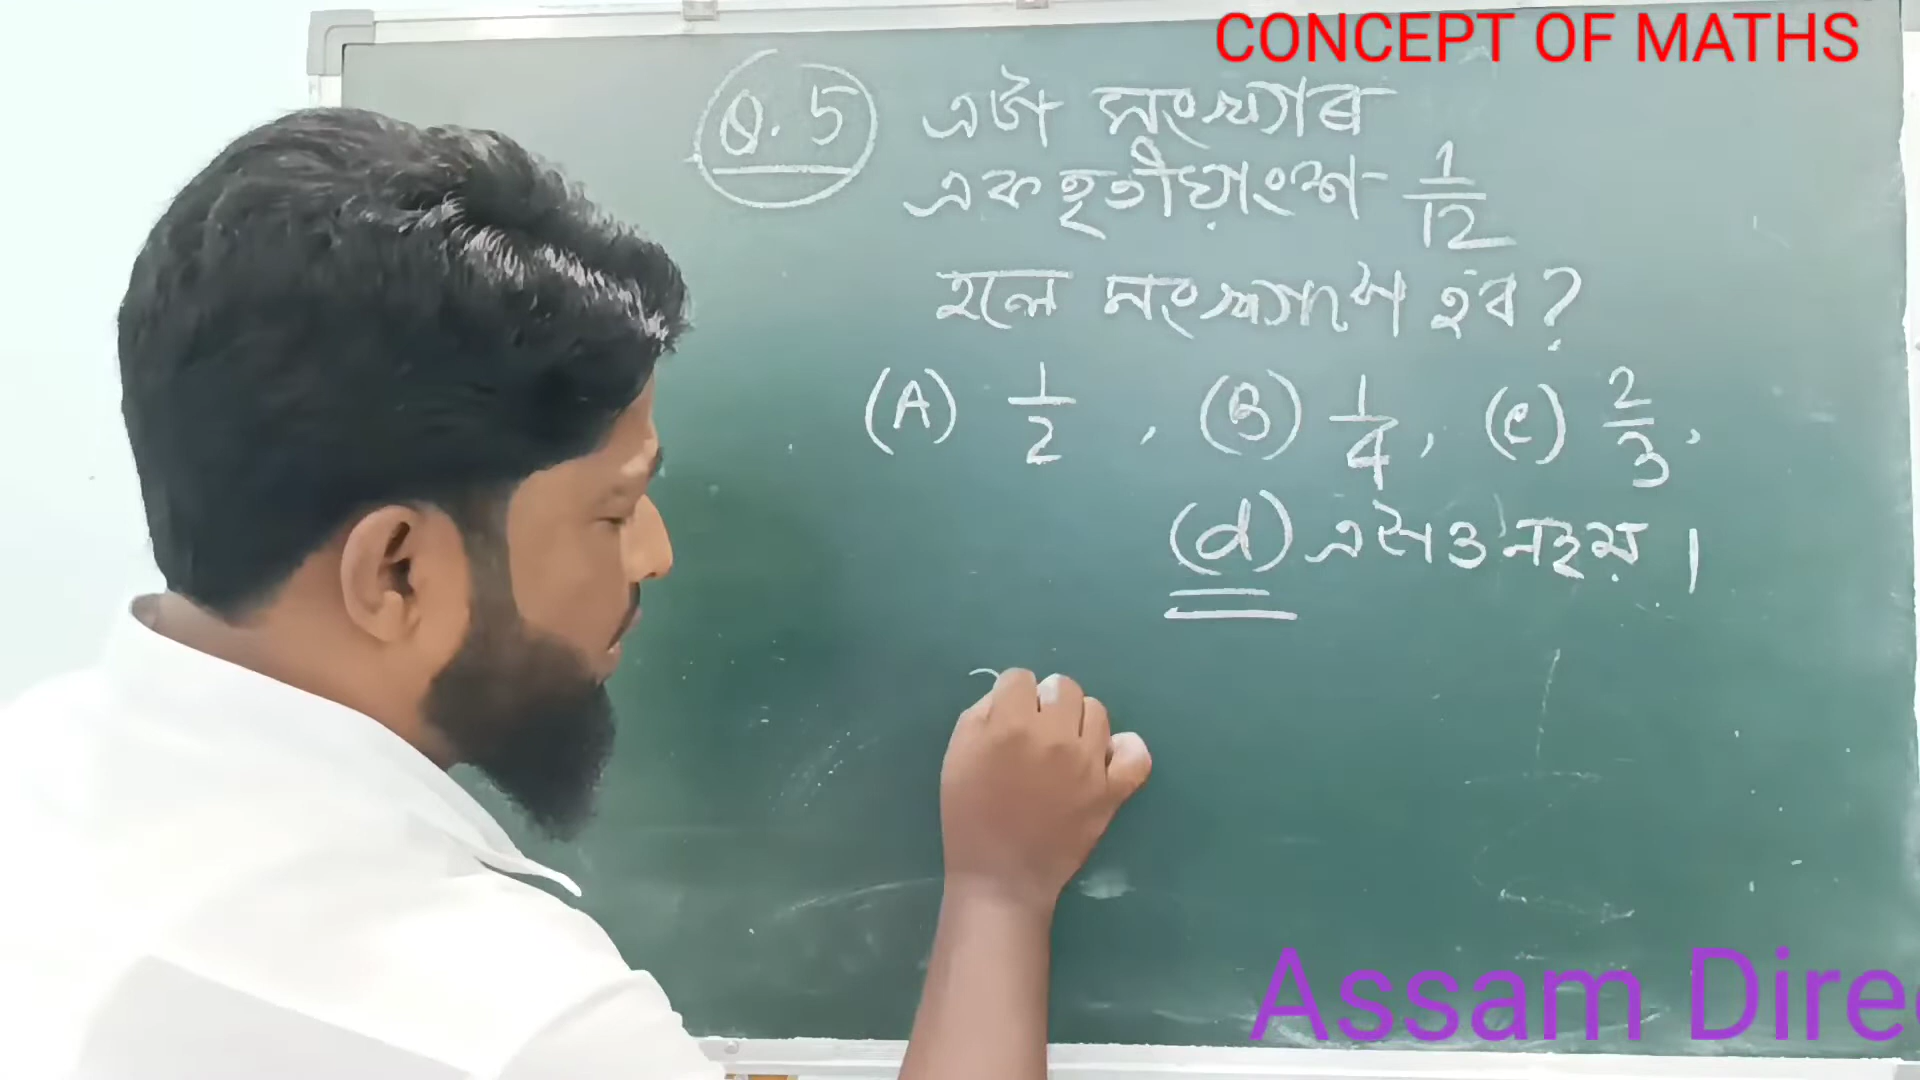 CONCEPT OF MATHS
Q.5 এটা সংখ্যাৰ
এক তৃতীয়াংশ 1/12
হলে সংখ্যাটো হব?
(A) 1/2, (B) 1/4, (C) 2/3,
(d) এটাও নহয়।
Assam Dire